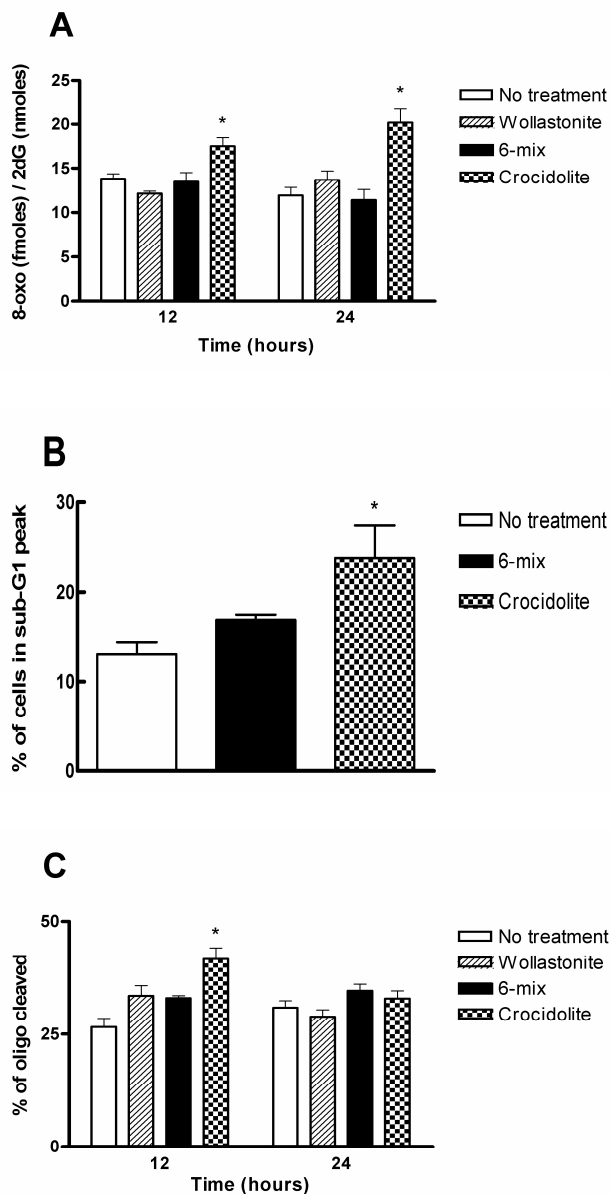 A
8-oxo (fmoles) / 2dG (nmoles)
25
20
15
10
5
0
*
*
12
24
Time (hours)
No treatment
Wollastonite
6-mix
Crocidolite
B
% of cells in sub-G1 peak
30
20
10
0
*
No treatment
6-mix
Crocidolite
C
% of oligo cleaved
50
25
0
*
12
24
Time (hours)
No treatment
Wollastonite
6-mix
Crocidolite